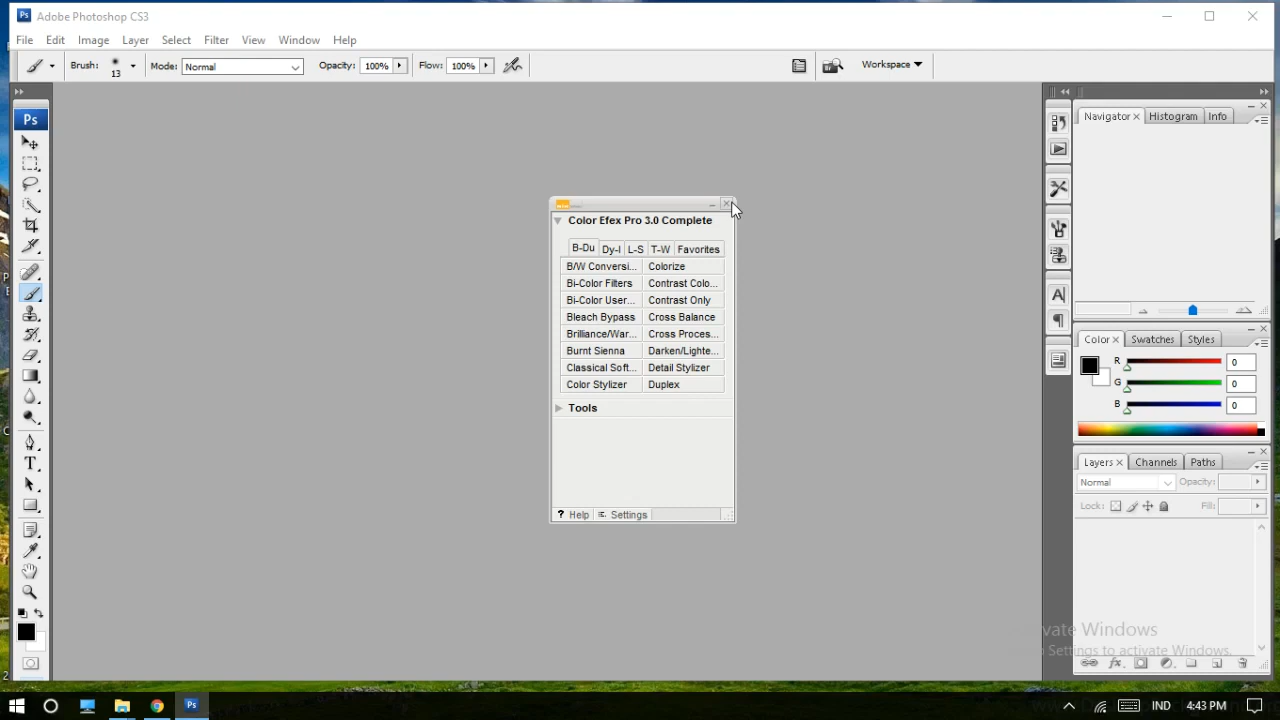 Ps Adobe Photoshop CS3
File Edit Image Layer Select Filter View Window Help
Brush: 13 Mode: Normal Opacity: 100% Flow: 100% Workspace
Ps
Navigator Histogram Info
Color Efex Pro 3.0 Complete
B-Du Dy-I L-S T-W Favorites
B/W Conversi... Colorize
Bi-Color Filters Contrast Colo...
Bi-Color User... Contrast Only
Bleach Bypass Cross Balance
Brilliance/War... Cross Proces...
Burnt Sienna Darken/Lighte...
Classical Soft... Detail Stylizer
Color Stylizer Duplex
Tools
? Help Settings
Color Swatches Styles
R 0
G 0
B 0
Layers Channels Paths
Normal Opacity:
Lock: Fill:
vate Windows
Settings to activate Windows.
Ps IND 4:43 PM